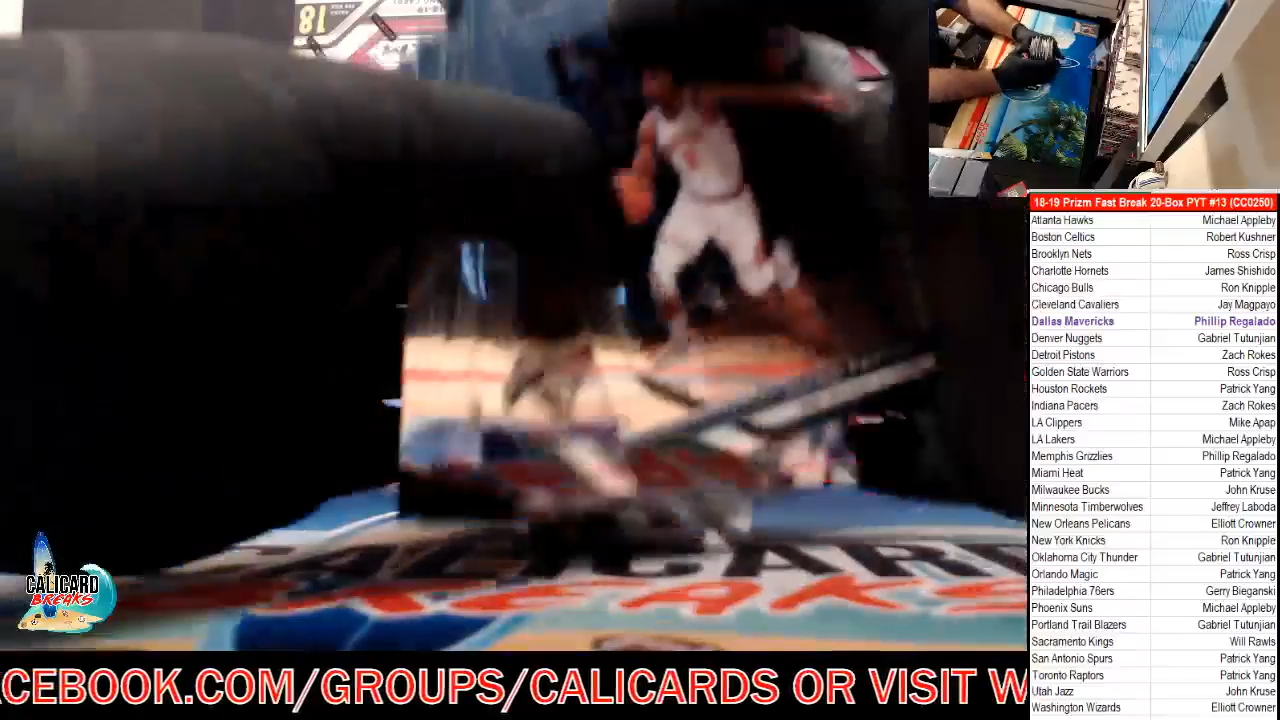 18
18-19 Prizm Fast Break 20-Box PYT #13 (CC0250)
Atlanta Hawks Michael Appleby
Boston Celtics Robert Kushner
Brooklyn Nets Ross Crisp
Charlotte Hornets James Shishido
Chicago Bulls Ron Knipple
Cleveland Cavaliers Jay Magpayo
Dallas Mavericks Phillip Regalado
Denver Nuggets Gabriel Tutunjian
Detroit Pistons Zach Rokes
Golden State Warriors Ross Crisp
Houston Rockets Patrick Yang
Indiana Pacers Zach Rokes
LA Clippers Mike Apap
LA Lakers Michael Appleby
Memphis Grizzlies Phillip Regalado
Miami Heat Patrick Yang
Milwaukee Bucks John Kruse
Minnesota Timberwolves Jeffrey Laboda
New Orleans Pelicans Elliott Crowner
New York Knicks Ron Knipple
Oklahoma City Thunder Gabriel Tutunjian
Orlando Magic Patrick Yang
Philadelphia 76ers Gerry Bieganski
Phoenix Suns Michael Appleby
Portland Trail Blazers Gabriel Tutunjian
Sacramento Kings Will Rawls
San Antonio Spurs Patrick Yang
Toronto Raptors Patrick Yang
Utah Jazz John Kruse
Washington Wizards Elliott Crowner
CALICARD
BREAKS
CEBOOK.COM/GROUPS/CALICARDS OR VISIT W